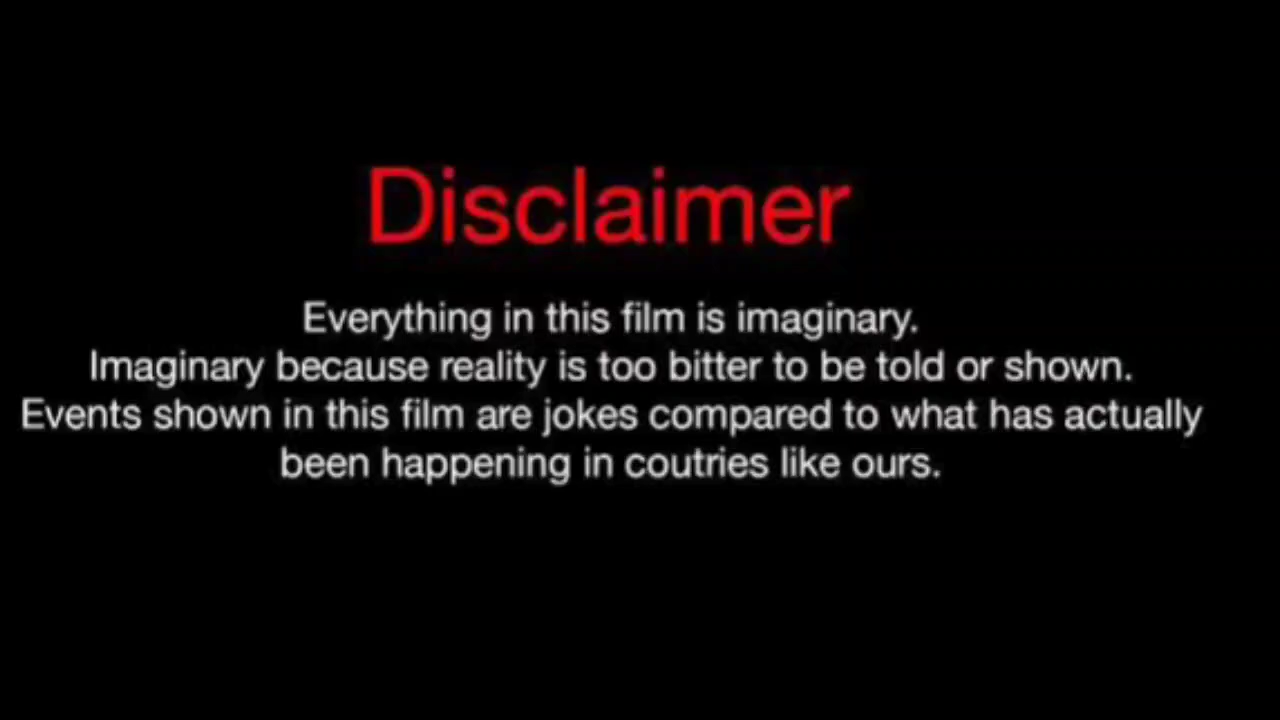 Disclaimer
Everything in this film is imaginary.
Imaginary because reality is too bitter to be told or shown.
Events shown in this film are jokes compared to what has actually
been happening in coutries like ours.